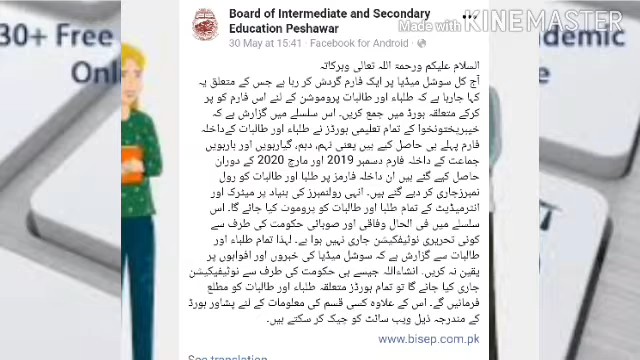 30+ Free
Onl
ademic
e
Board of Intermediate and Secondary
Education Peshawar
Made with KINEMASTER
30 May at 15:41 · Facebook for Android ·
السلام علیکم ورحمۃ اللہ تعالی وبرکاتہ
آج کل سوشل میڈیا پر ایک فارم گردش کر رہا ہے جس کے متعلق یہ
کہا جارہا ہے کہ طلباء اور طالبات پروموشن کے لئے اس فارم کو پر
کرکے متعلقہ بورڈ میں جمع کریں۔ اس سلسلے میں گزارش ہے کہ
خیبرپختونخوا کے تمام تعلیمی بورڈز نے طلباء اور طالبات کےداخلہ
فارم پہلے ہی حاصل کیے ہیں یعنی نہم، دہم، گیارہویں اور بارہویں
جماعت کے داخلہ فارم دسمبر 2019 اور مارچ 2020 کے دوران
حاصل کیے گئے ہیں ان داخلہ فارمز پر طلبا اور طالبات کو رول
نمبرزجاری کر دیے گئے ہیں۔ انہی رولنمبرز کی بنیاد پر میٹرک اور
انٹرمیڈیٹ کے تمام طلبا اور طالبات کو پروموٹ کیا جائے گا۔ اس
سلسلے میں فی الحال وفاقی اور صوبائی حکومت کی طرف سے
کوئی تحریری نوٹیفکیشن جاری نہیں ہوا ہے۔ لہذا تمام طلباء اور
طالبات سے گزارش ہے کہ سوشل میڈیا کی خبروں اور افواہوں پر
یقین نہ کریں۔ انشاءاللہ جیسے ہی حکومت کی طرف سے نوٹیفیکیشن
جاری کیا جائے گا تو تمام بورڈز متعلقہ طلباء اور طالبات کو مطلع
فرمائیں گے۔ اس کے علاوہ کسی قسم کی معلومات کے لئے پشاور بورڈ
کے مندرجہ ذیل ویب سائٹ کو چیک کر سکتے ہیں۔
www.bisep.com.pk
See translation